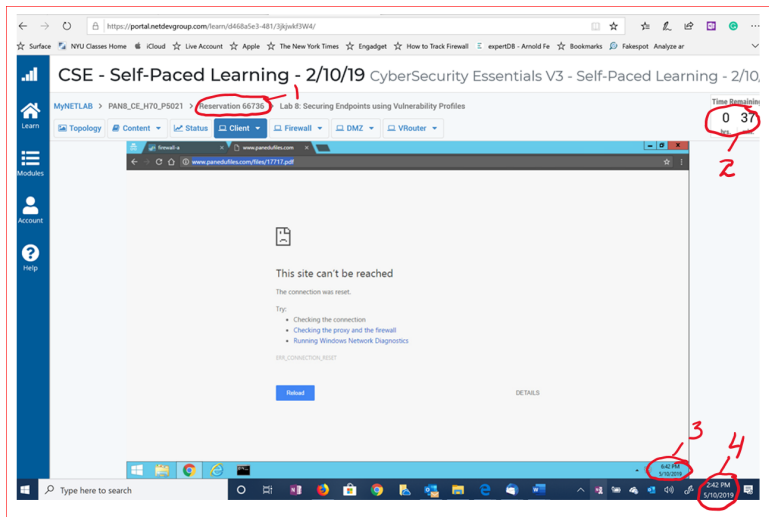 https://portal.netdevgroup.com/learn/d468a5e3-481/3jkjwkf3W4/
Surface NYU Classes Home iCloud Live Account Apple The New York Times Engadget How to Track Firewall expertDB - Arnold Fe Bookmarks Fakespot Analyze ar
CSE - Self-Paced Learning - 2/10/19 CyberSecurity Essentials V3 - Self-Paced Learning - 2/10/
1
MyNETLAB > PAN8_CE_H70_PS021 > Reservation 66736 > Lab 8: Securing Endpoints using Vulnerability Profiles
Time Remaining
0 37
hrs.
Learn
Topology Content Status Client Firewall DMZ VRouter
2
firewall-a www.panedufiles.com
www.panedufiles.com/files/17717.pdf
Modules
Account
Help
This site can't be reached
The connection was reset.
Try:
• Checking the connection
• Checking the proxy and the firewall
• Running Windows Network Diagnostics
ERR_CONNECTION_RESET
Reload DETAILS
3
4
6:42 PM
5/10/2019
Type here to search
2:42 PM
5/10/2019